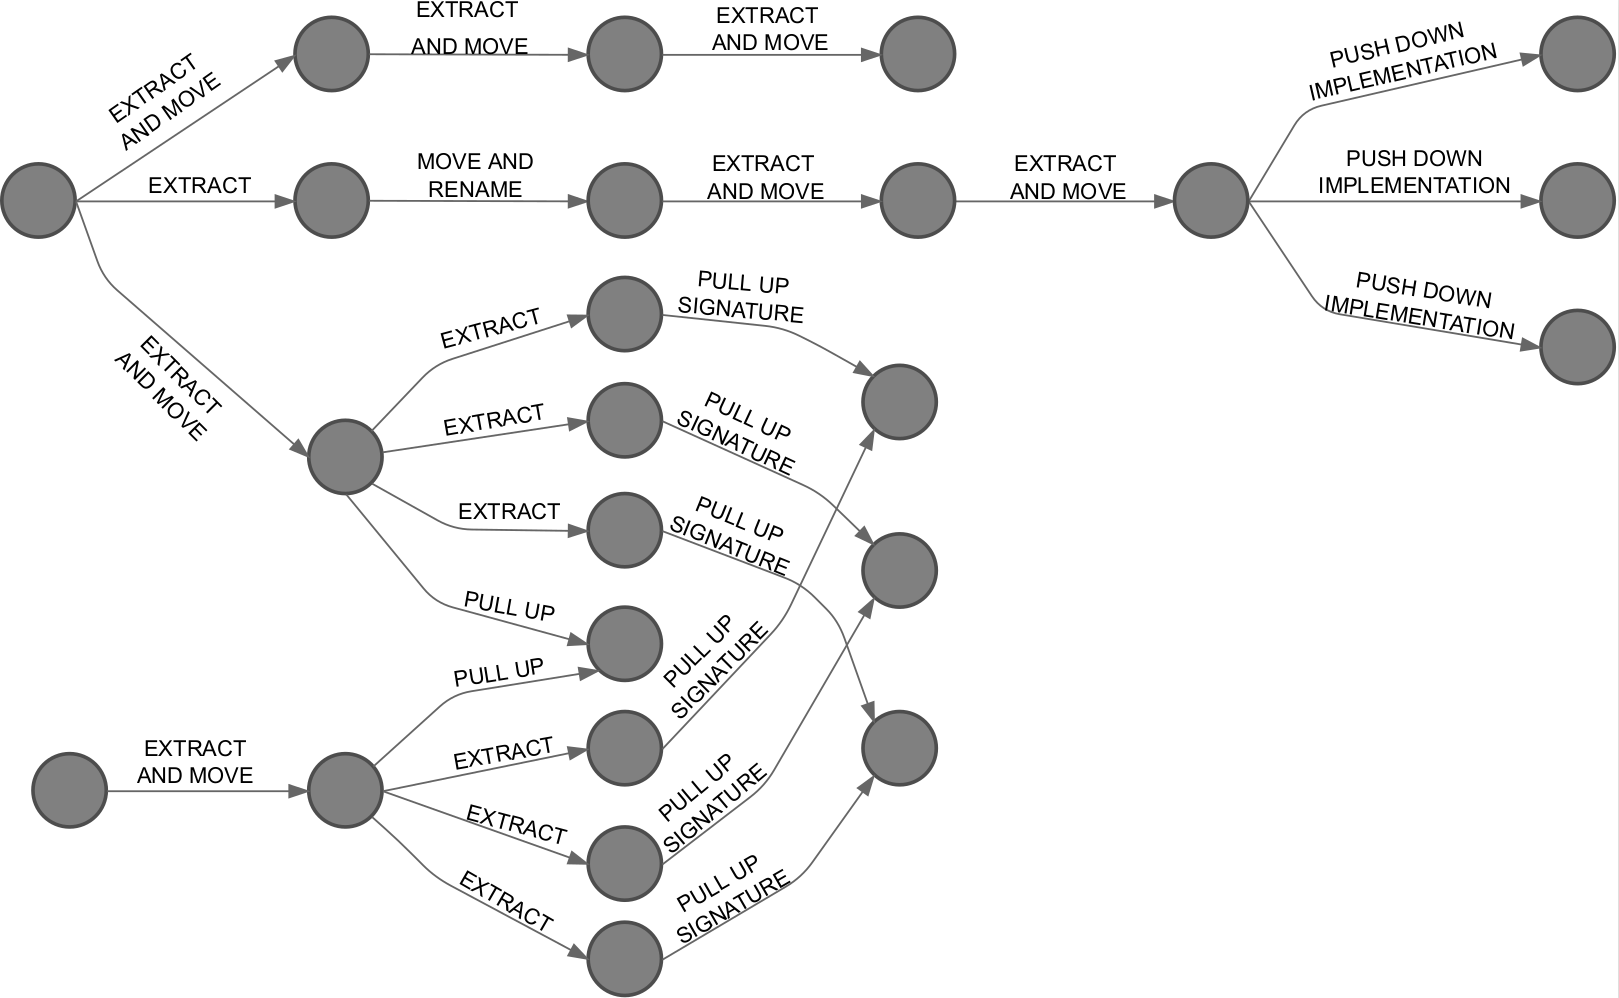 EXTRACT
AND MOVE
EXTRACT
AND MOVE
EXTRACT
AND MOVE
PUSH DOWN
IMPLEMENTATION
EXTRACT
MOVE AND
RENAME
EXTRACT
AND MOVE
EXTRACT
AND MOVE
PUSH DOWN
IMPLEMENTATION
PUSH DOWN
IMPLEMENTATION
EXTRACT
AND MOVE
EXTRACT
PULL UP
SIGNATURE
EXTRACT
PULL UP
SIGNATURE
EXTRACT
PULL UP
SIGNATURE
PULL UP
PULL UP
PULL UP
SIGNATURE
EXTRACT
AND MOVE
EXTRACT
PULL UP
SIGNATURE
EXTRACT
PULL UP
SIGNATURE
EXTRACT